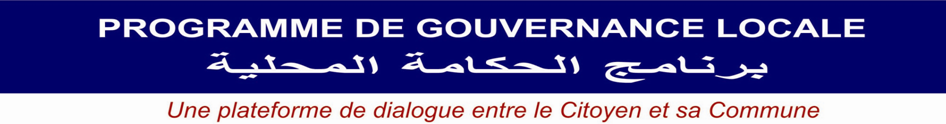 PROGRAMME DE GOUVERNANCE LOCALE
برنامج الحكامة المحلية
Une plateforme de dialogue entre le Citoyen et sa Commune